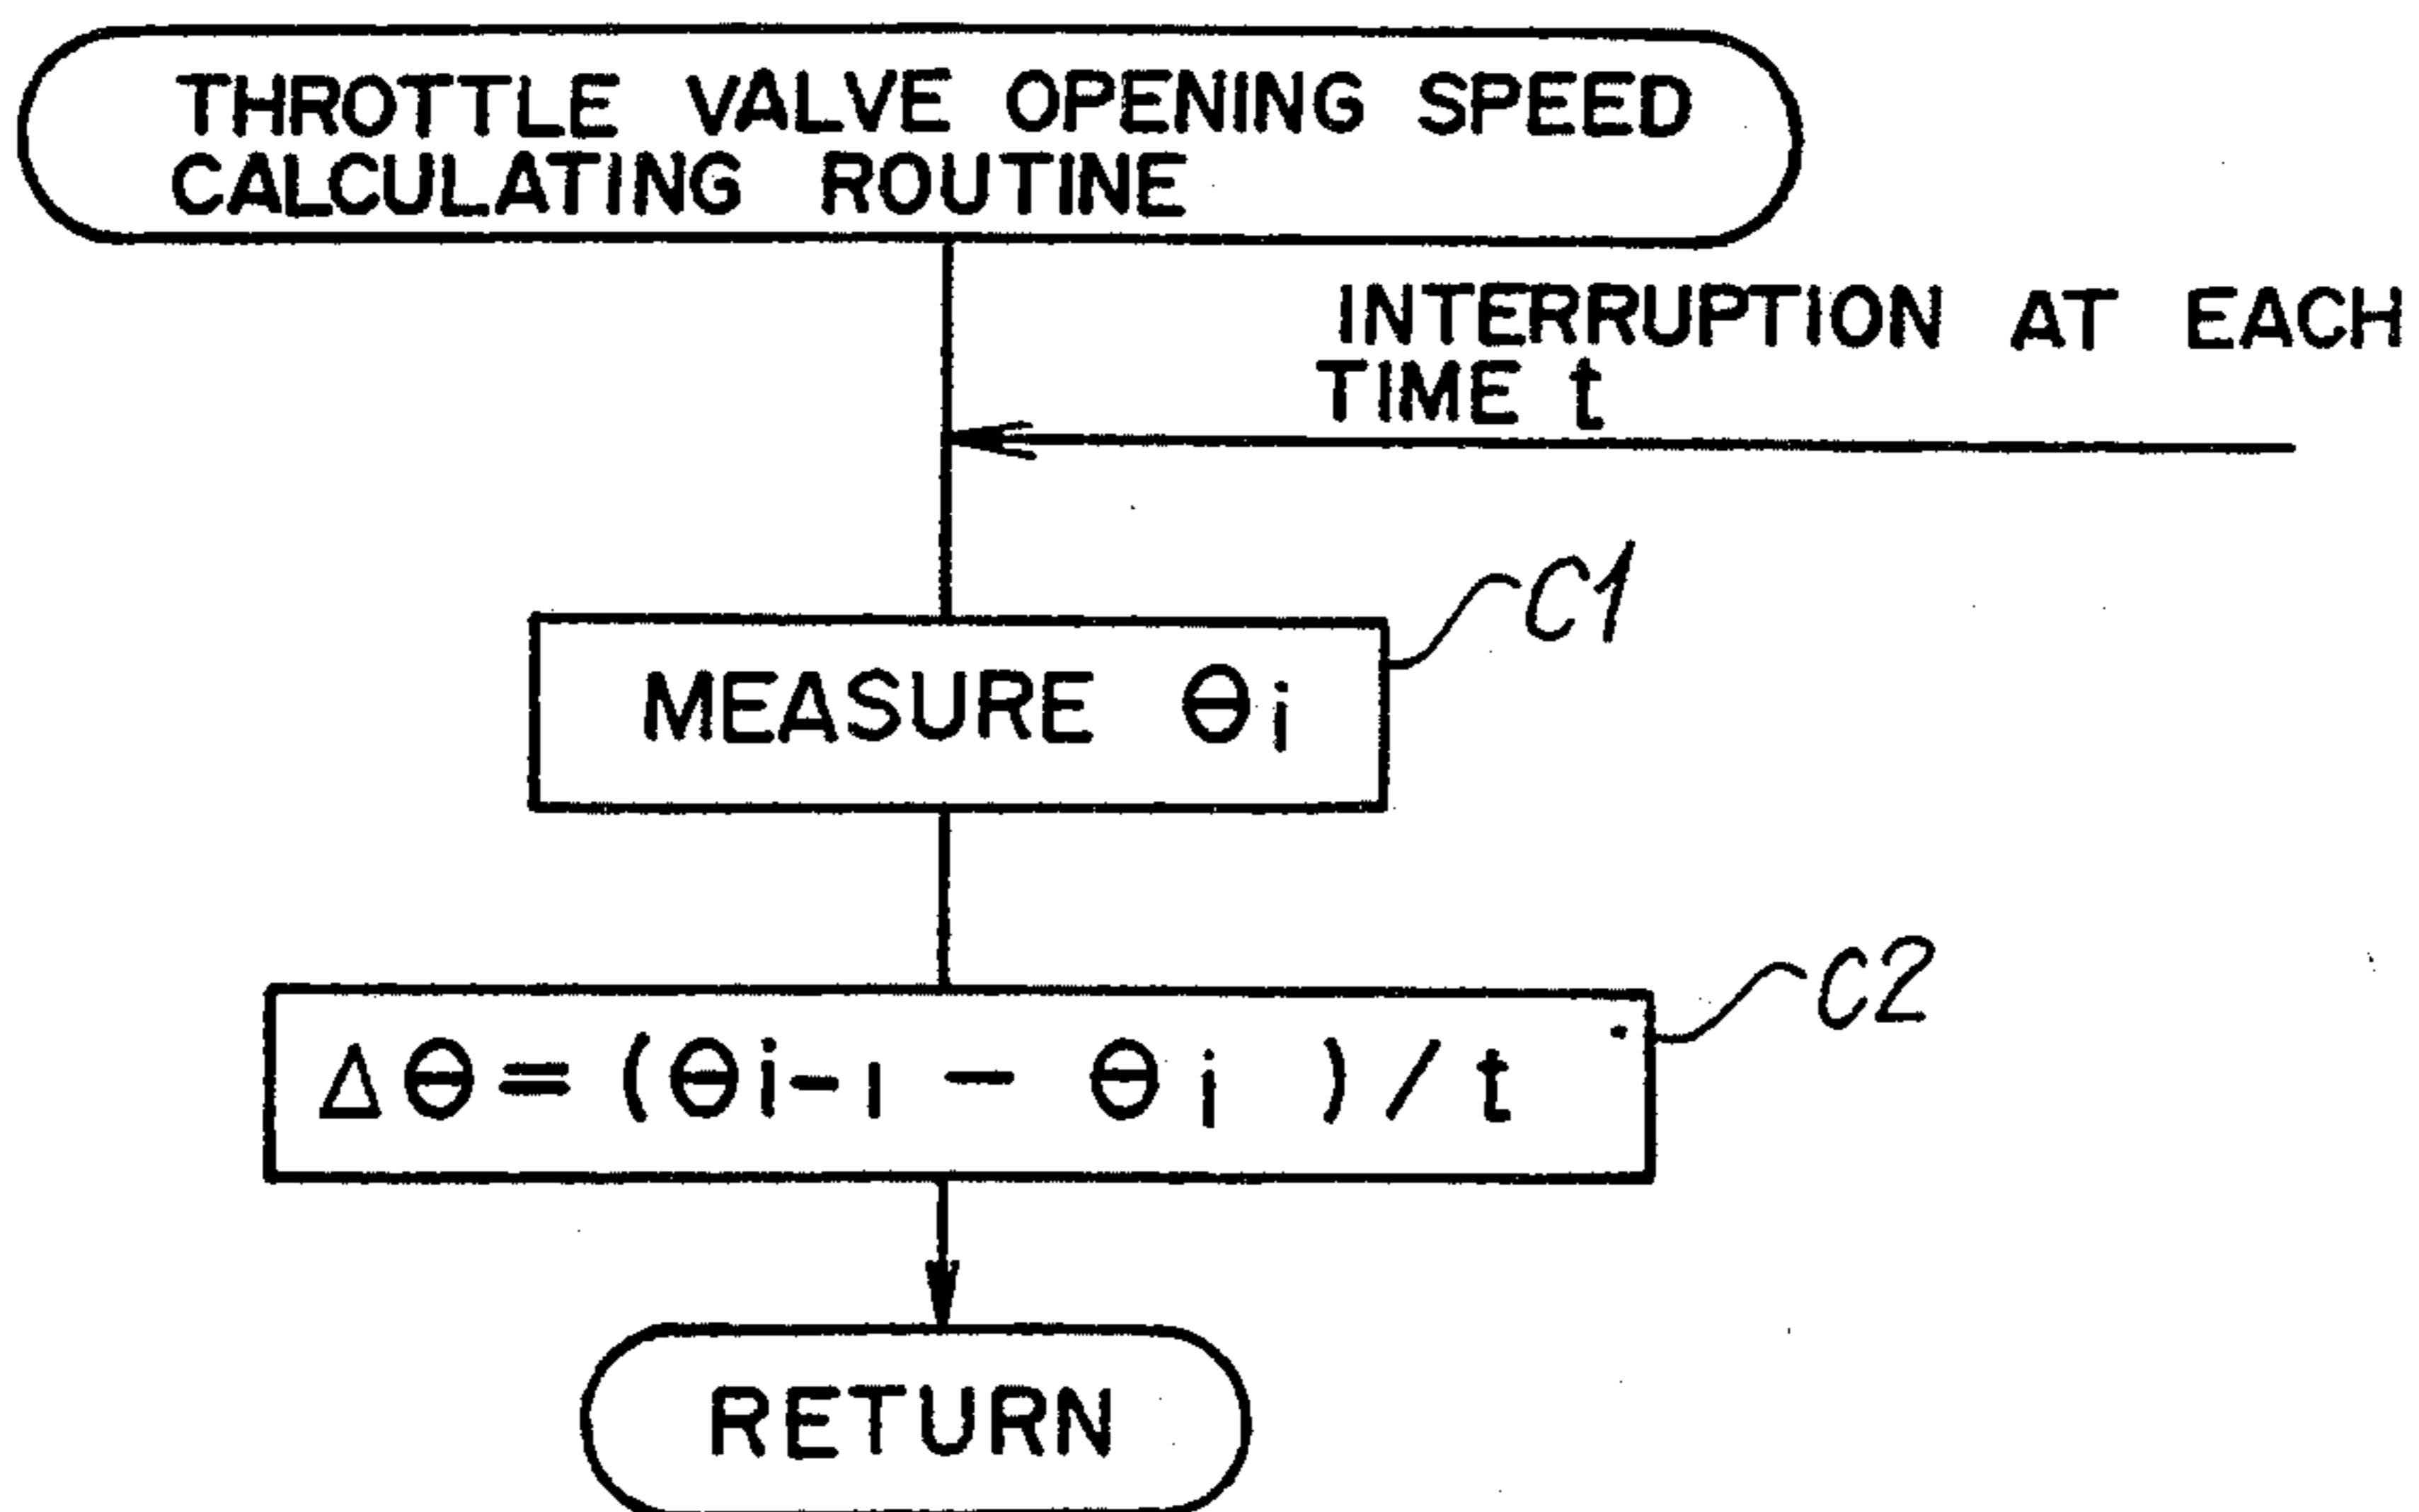 THROTTLE VALVE OPENING SPEED
CALCULATING ROUTINE
INTERRUPTION AT EACH
TIME t
C1
MEASURE θi
C2
Δθ=(θi-1 - θi )/t
RETURN